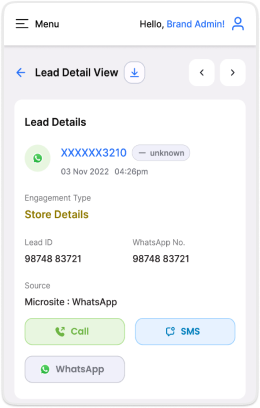 Menu
Hello, Brand Admin!
Lead Detail View
Lead Details
XXXXXX3210
— unknown
03 Nov 2022 04:26pm
Engagement Type
Store Details
Lead ID
WhatsApp No.
98748 83721
98748 83721
Source
Microsite : WhatsApp
Call
SMS
WhatsApp